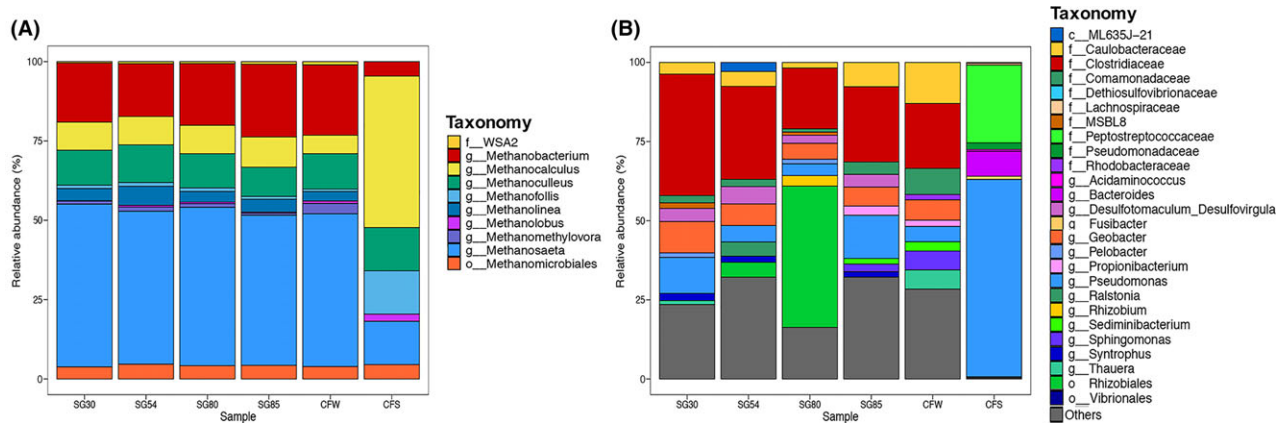 (A)
Relative abundance (%)
100
75
50
25
0
SG30 SG54 SG80 SG85 CFW CFS
Sample
Taxonomy
f__WSA2
g__Methanobacterium
g__Methanocalculus
g__Methanoculleus
g__Methanofollis
g__Methanolinea
g__Methanolobus
g__Methanomethylovora
g__Methanosaeta
o__Methanomicrobiales
(B)
Relative abundance (%)
100
75
50
25
0
SG30 SG54 SG80 SG85 CFW CFS
Sample
Taxonomy
c__ML635J-21
f__Caulobacteraceae
f__Clostridiaceae
f__Comamonadaceae
f__Dethiosulfovibrionaceae
f__Lachnospiraceae
f__MSBL8
f__Peptostreptococcaceae
f__Pseudomonadaceae
f__Rhodobacteraceae
g__Acidaminococcus
g__Bacteroides
g__Desulfotomaculum_Desulfovirgula
g__Fusibacter
g__Geobacter
g__Pelobacter
g__Propionibacterium
g__Pseudomonas
g__Ralstonia
g__Rhizobium
g__Sediminibacterium
g__Sphingomonas
g__Syntrophus
g__Thauera
o__Rhizobiales
o__Vibrionales
Others